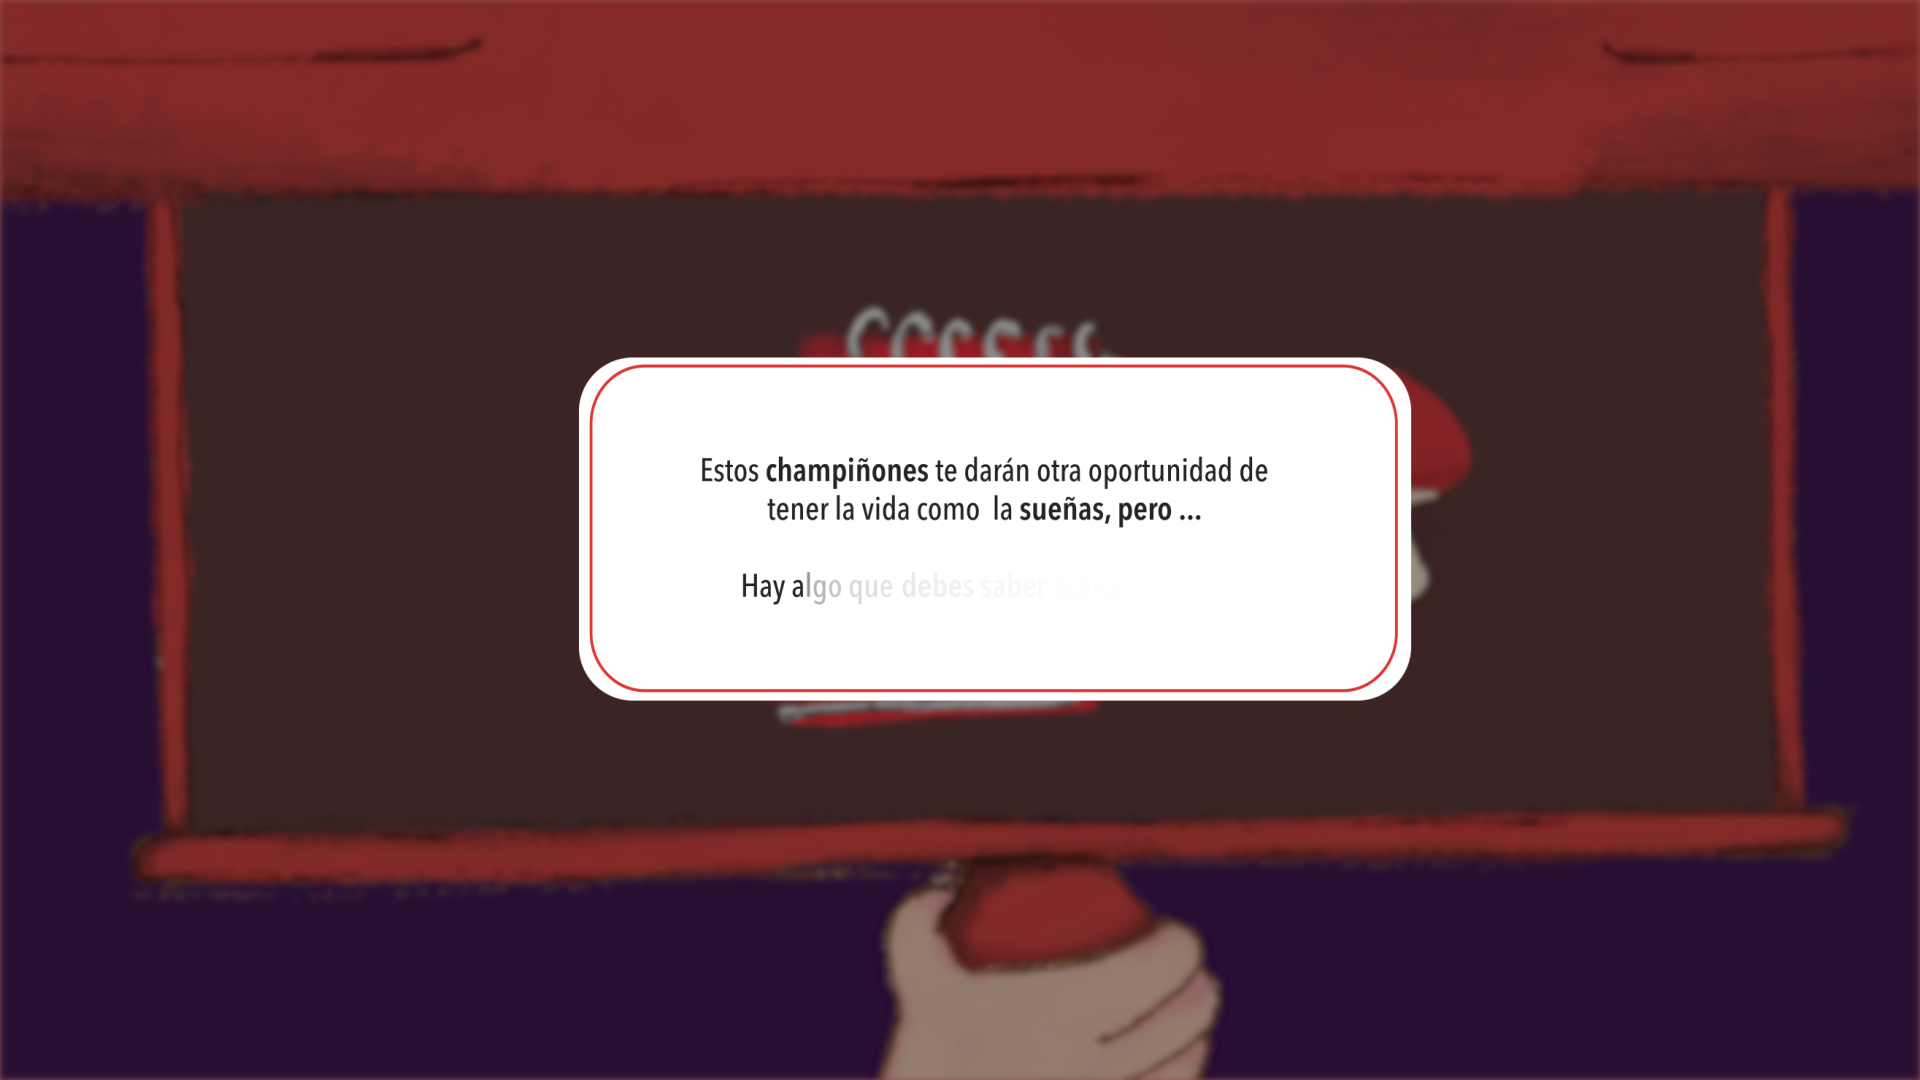 Estos champiñones te darán otra oportunidad de
tener la vida como  la sueñas, pero ...
Hay algo que debes saber acerca